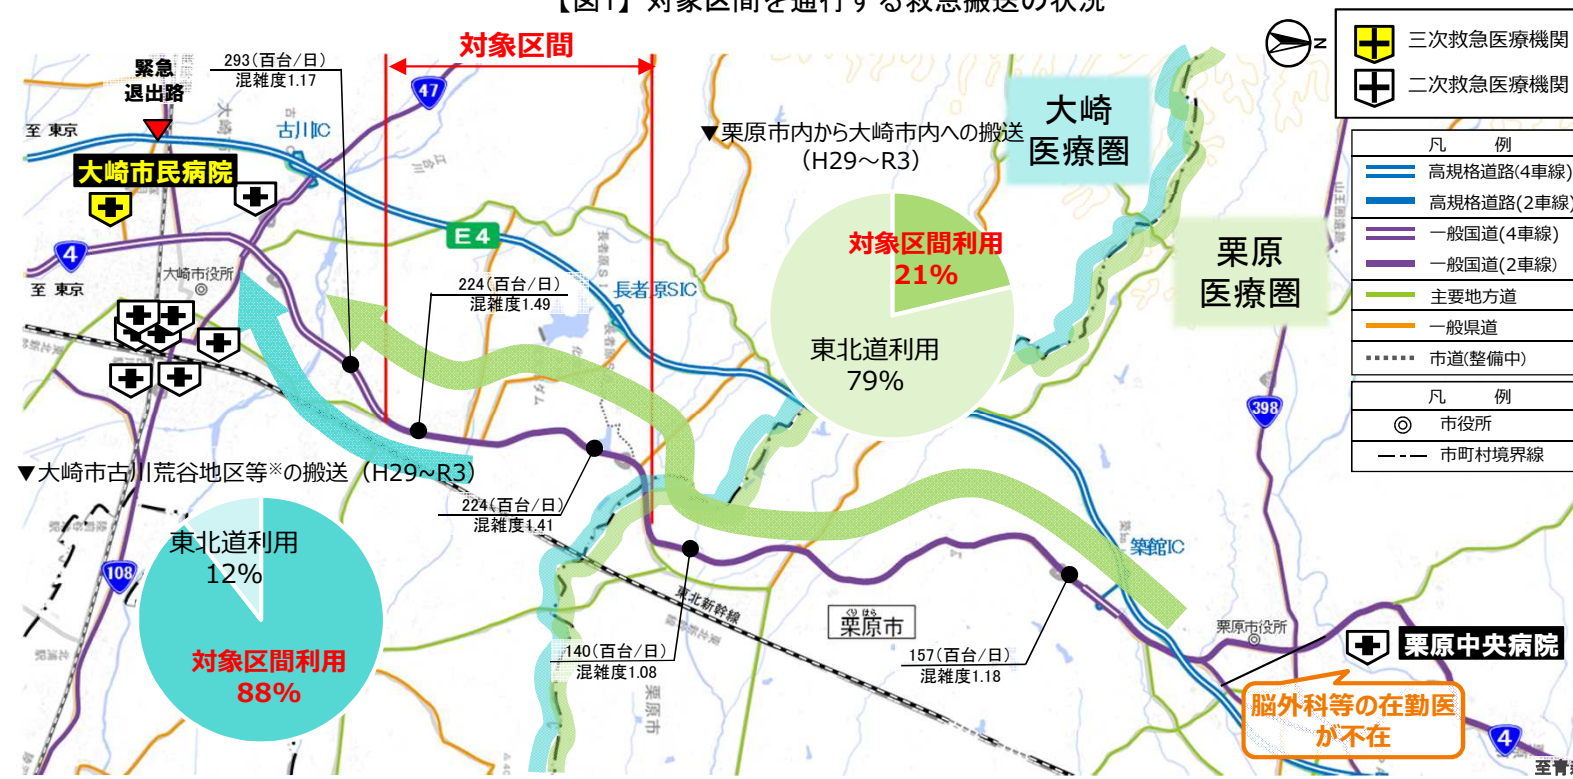 【図1】対象区間を通行する救急搬送の状況
対象区間
293(百台/日)
混雑度1.17
緊急
退出路
至 東京
古川IC
47
大崎市民病院
E4
4
大崎市役所
至 東京
224(百台/日)
混雑度1.49
長者原SIC
▼栗原市内から大崎市内への搬送
（H29～R3）
対象区間利用
21%
東北道利用
79%
大崎
医療圏
栗原
医療圏
N
三次救急医療機関
二次救急医療機関
凡 例
高規格道路(4車線)
高規格道路(2車線)
一般国道(4車線)
一般国道(2車線)
主要地方道
一般県道
市道(整備中)
凡 例
市役所
市町村境界線
398
▼大崎市古川荒谷地区等※の搬送（H29~R3）
東北道利用
12%
対象区間利用
88%
108
224(百台/日)
混雑度1.41
東北新幹線
140(百台/日)
混雑度1.08
栗原市
くりはら
栗原市
157(百台/日)
混雑度1.18
築館IC
栗原市役所
栗原中央病院
脳外科等の在勤医
が不在
4
至青